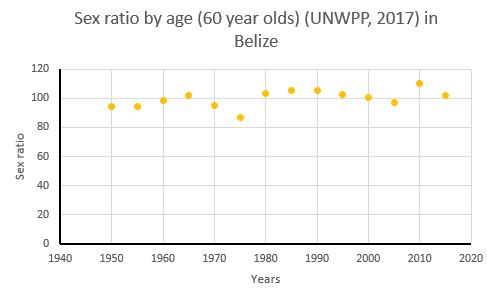 Sex ratio by age (60 year olds) (UNWPP, 2017) in
Belize
120
100
80
60
40
20
0
Sex ratio
1940 1950 1960 1970 1980 1990 2000 2010 2020
Years